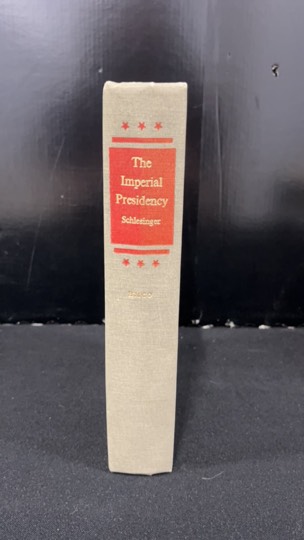 The
Imperial
Presidency
Schlesinger